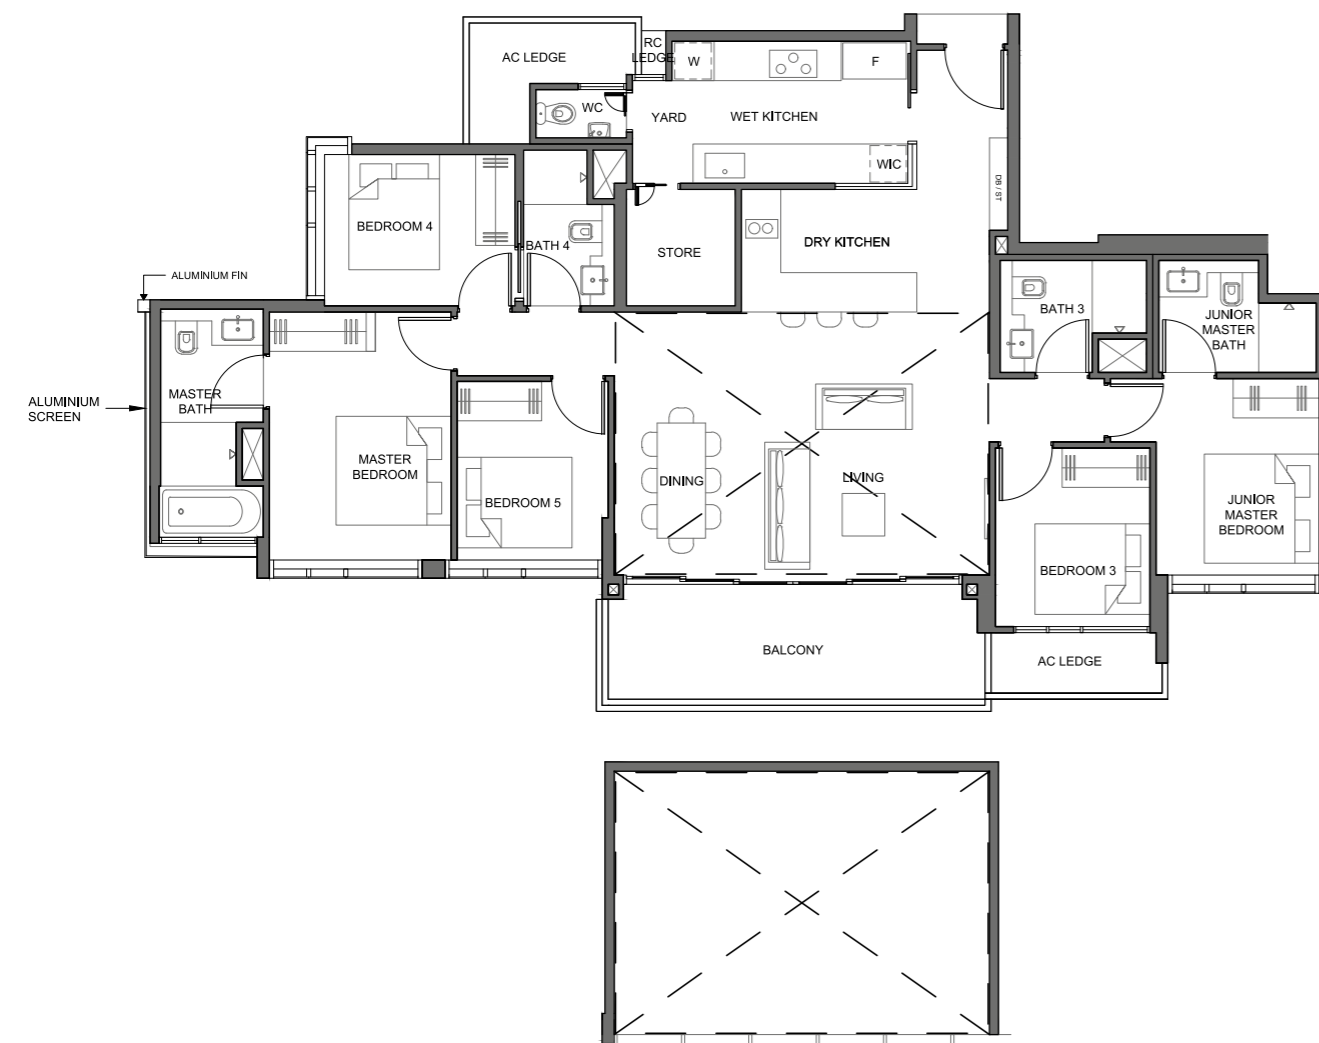 RC
LEDGE
AC LEDGE
W
F
WC
YARD
WET KITCHEN
WIC
DB / ST
BEDROOM 4
BATH 4
STORE
DRY KITCHEN
ALUMINIUM FIN
BATH 3
JUNIOR
MASTER
BATH
ALUMINIUM
SCREEN
MASTER
BATH
MASTER
BEDROOM
BEDROOM 5
DINING
LIVING
JUNIOR
MASTER
BEDROOM
BEDROOM 3
BALCONY
AC LEDGE